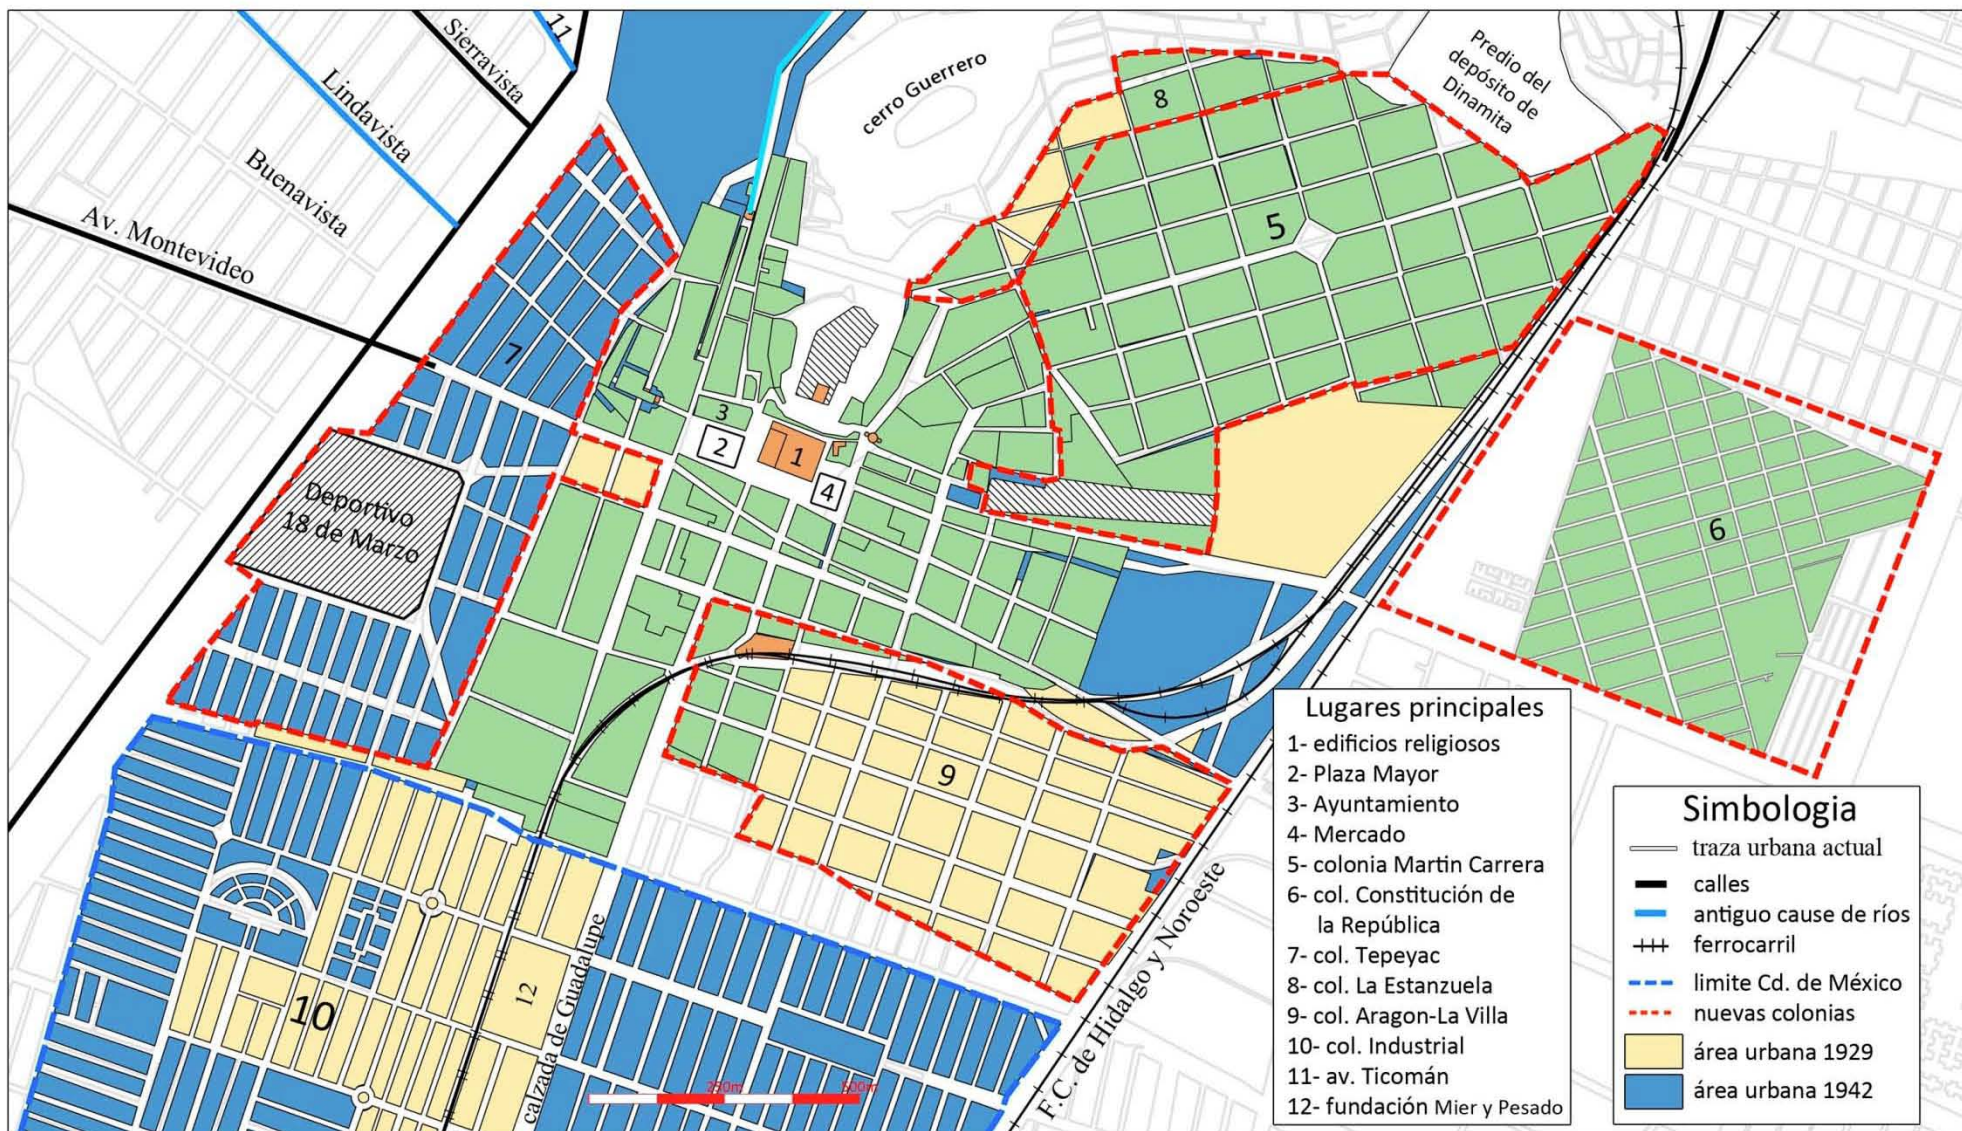 11
Sierravista
Lindavista
Buenavista
Av. Montevideo
cerro Guerrero
Predio del
depósito de
Dinamita
8
5
7
3
2
1
4
6
Deportivo
18 de Marzo
9
10
12
calzada de Guadalupe
F.C. de Hidalgo y Noroeste
250m
500m
Lugares principales
1- edificios religiosos
2- Plaza Mayor
3- Ayuntamiento
4- Mercado
5- colonia Martín Carrera
6- col. Constitución de
la República
7- col. Tepeyac
8- col. La Estanzuela
9- col. Aragon-La Villa
10- col. Industrial
11- av. Ticomán
12- fundación Mier y Pesado
Simbologia
traza urbana actual
calles
antiguo cause de ríos
ferrocarril
limite Cd. de México
nuevas colonias
área urbana 1929
área urbana 1942